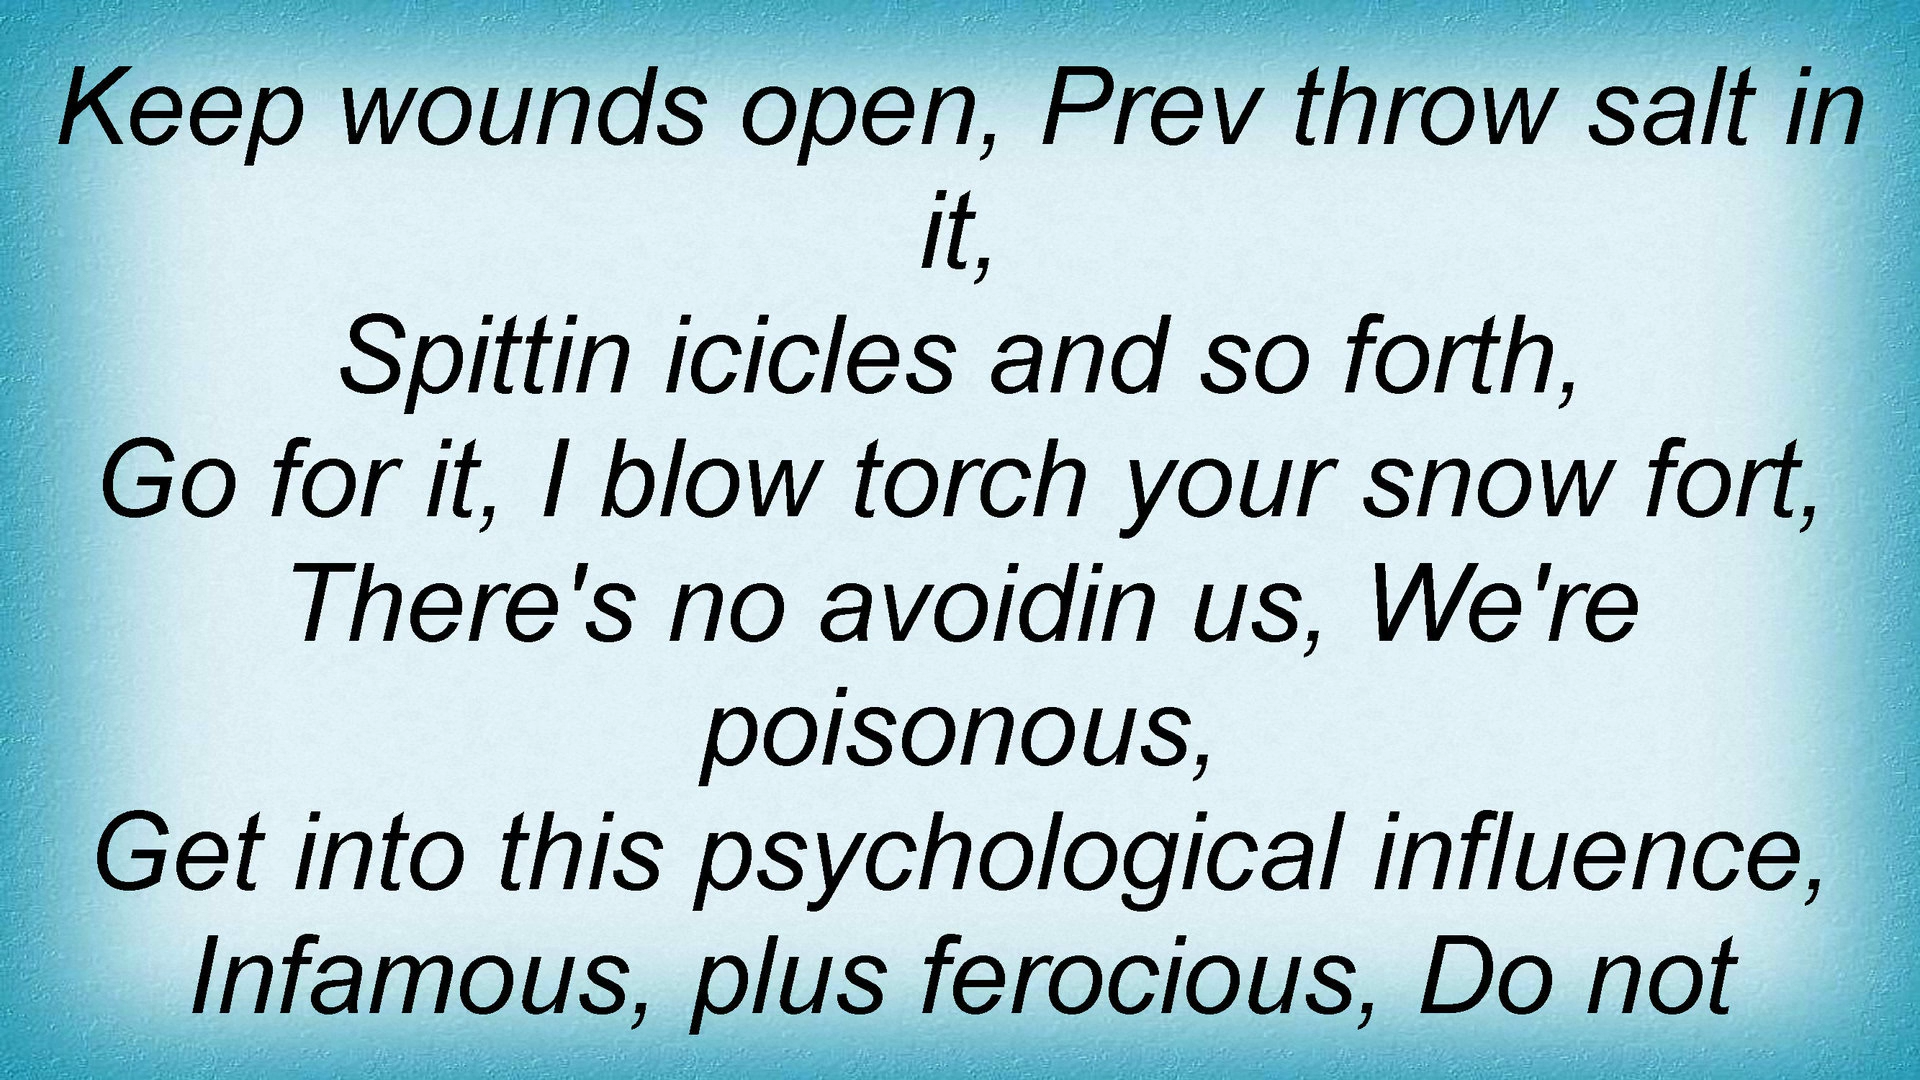 Keep wounds open, Prev throw salt in
it,
Spittin icicles and so forth,
Go for it, I blow torch your snow fort,
There's no avoidin us, We're
poisonous,
Get into this psychological influence,
Infamous, plus ferocious, Do not